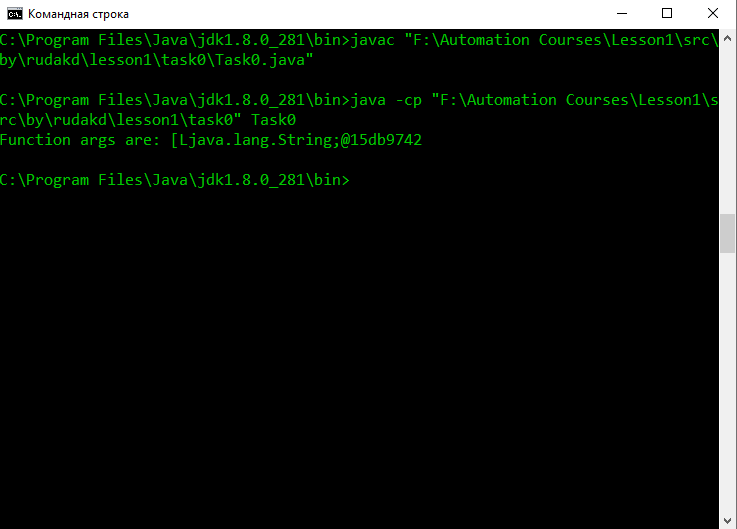 Командная строка
C:\Program Files\Java\jdk1.8.0_281\bin>javac "F:\Automation Courses\Lesson1\src\
by\rudakd\lesson1\task0\Task0.java"
C:\Program Files\Java\jdk1.8.0_281\bin>java -cp "F:\Automation Courses\Lesson1\s
rc\by\rudakd\lesson1\task0" Task0
Function args are: [Ljava.lang.String;@15db9742
C:\Program Files\Java\jdk1.8.0_281\bin>